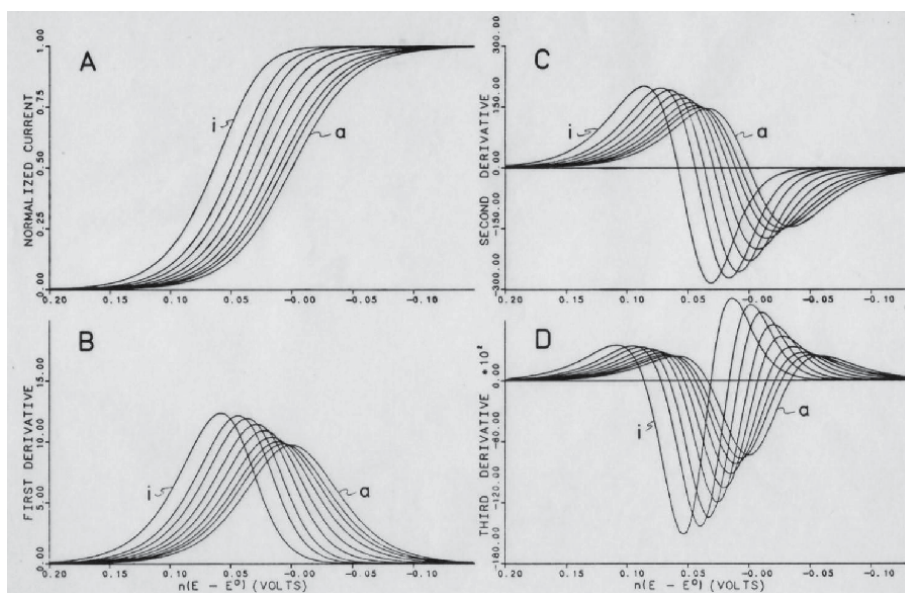 A
NORMALIZED CURRENT
1.00
0.75
0.50
0.25
0.00
i
a
0.20 0.15 0.10 0.05 -0.00 -0.05 -0.10
C
SECOND DERIVATIVE
300.00
150.00
0.00
-150.00
-300.00
i
a
0.20 0.15 0.10 0.05 -0.00 -0.05 -0.10
B
FIRST DERIVATIVE
15.00
10.00
5.00
0.00
i
a
0.20 0.15 0.10 0.05 -0.00 -0.05 -0.10
n(E - E⁰) (VOLTS)
D
THIRD DERIVATIVE
0.00
-60.00
-120.00
-180.00
i
a
0.20 0.15 0.10 0.05 -0.00 -0.05 -0.10
n(E - E⁰) (VOLTS)